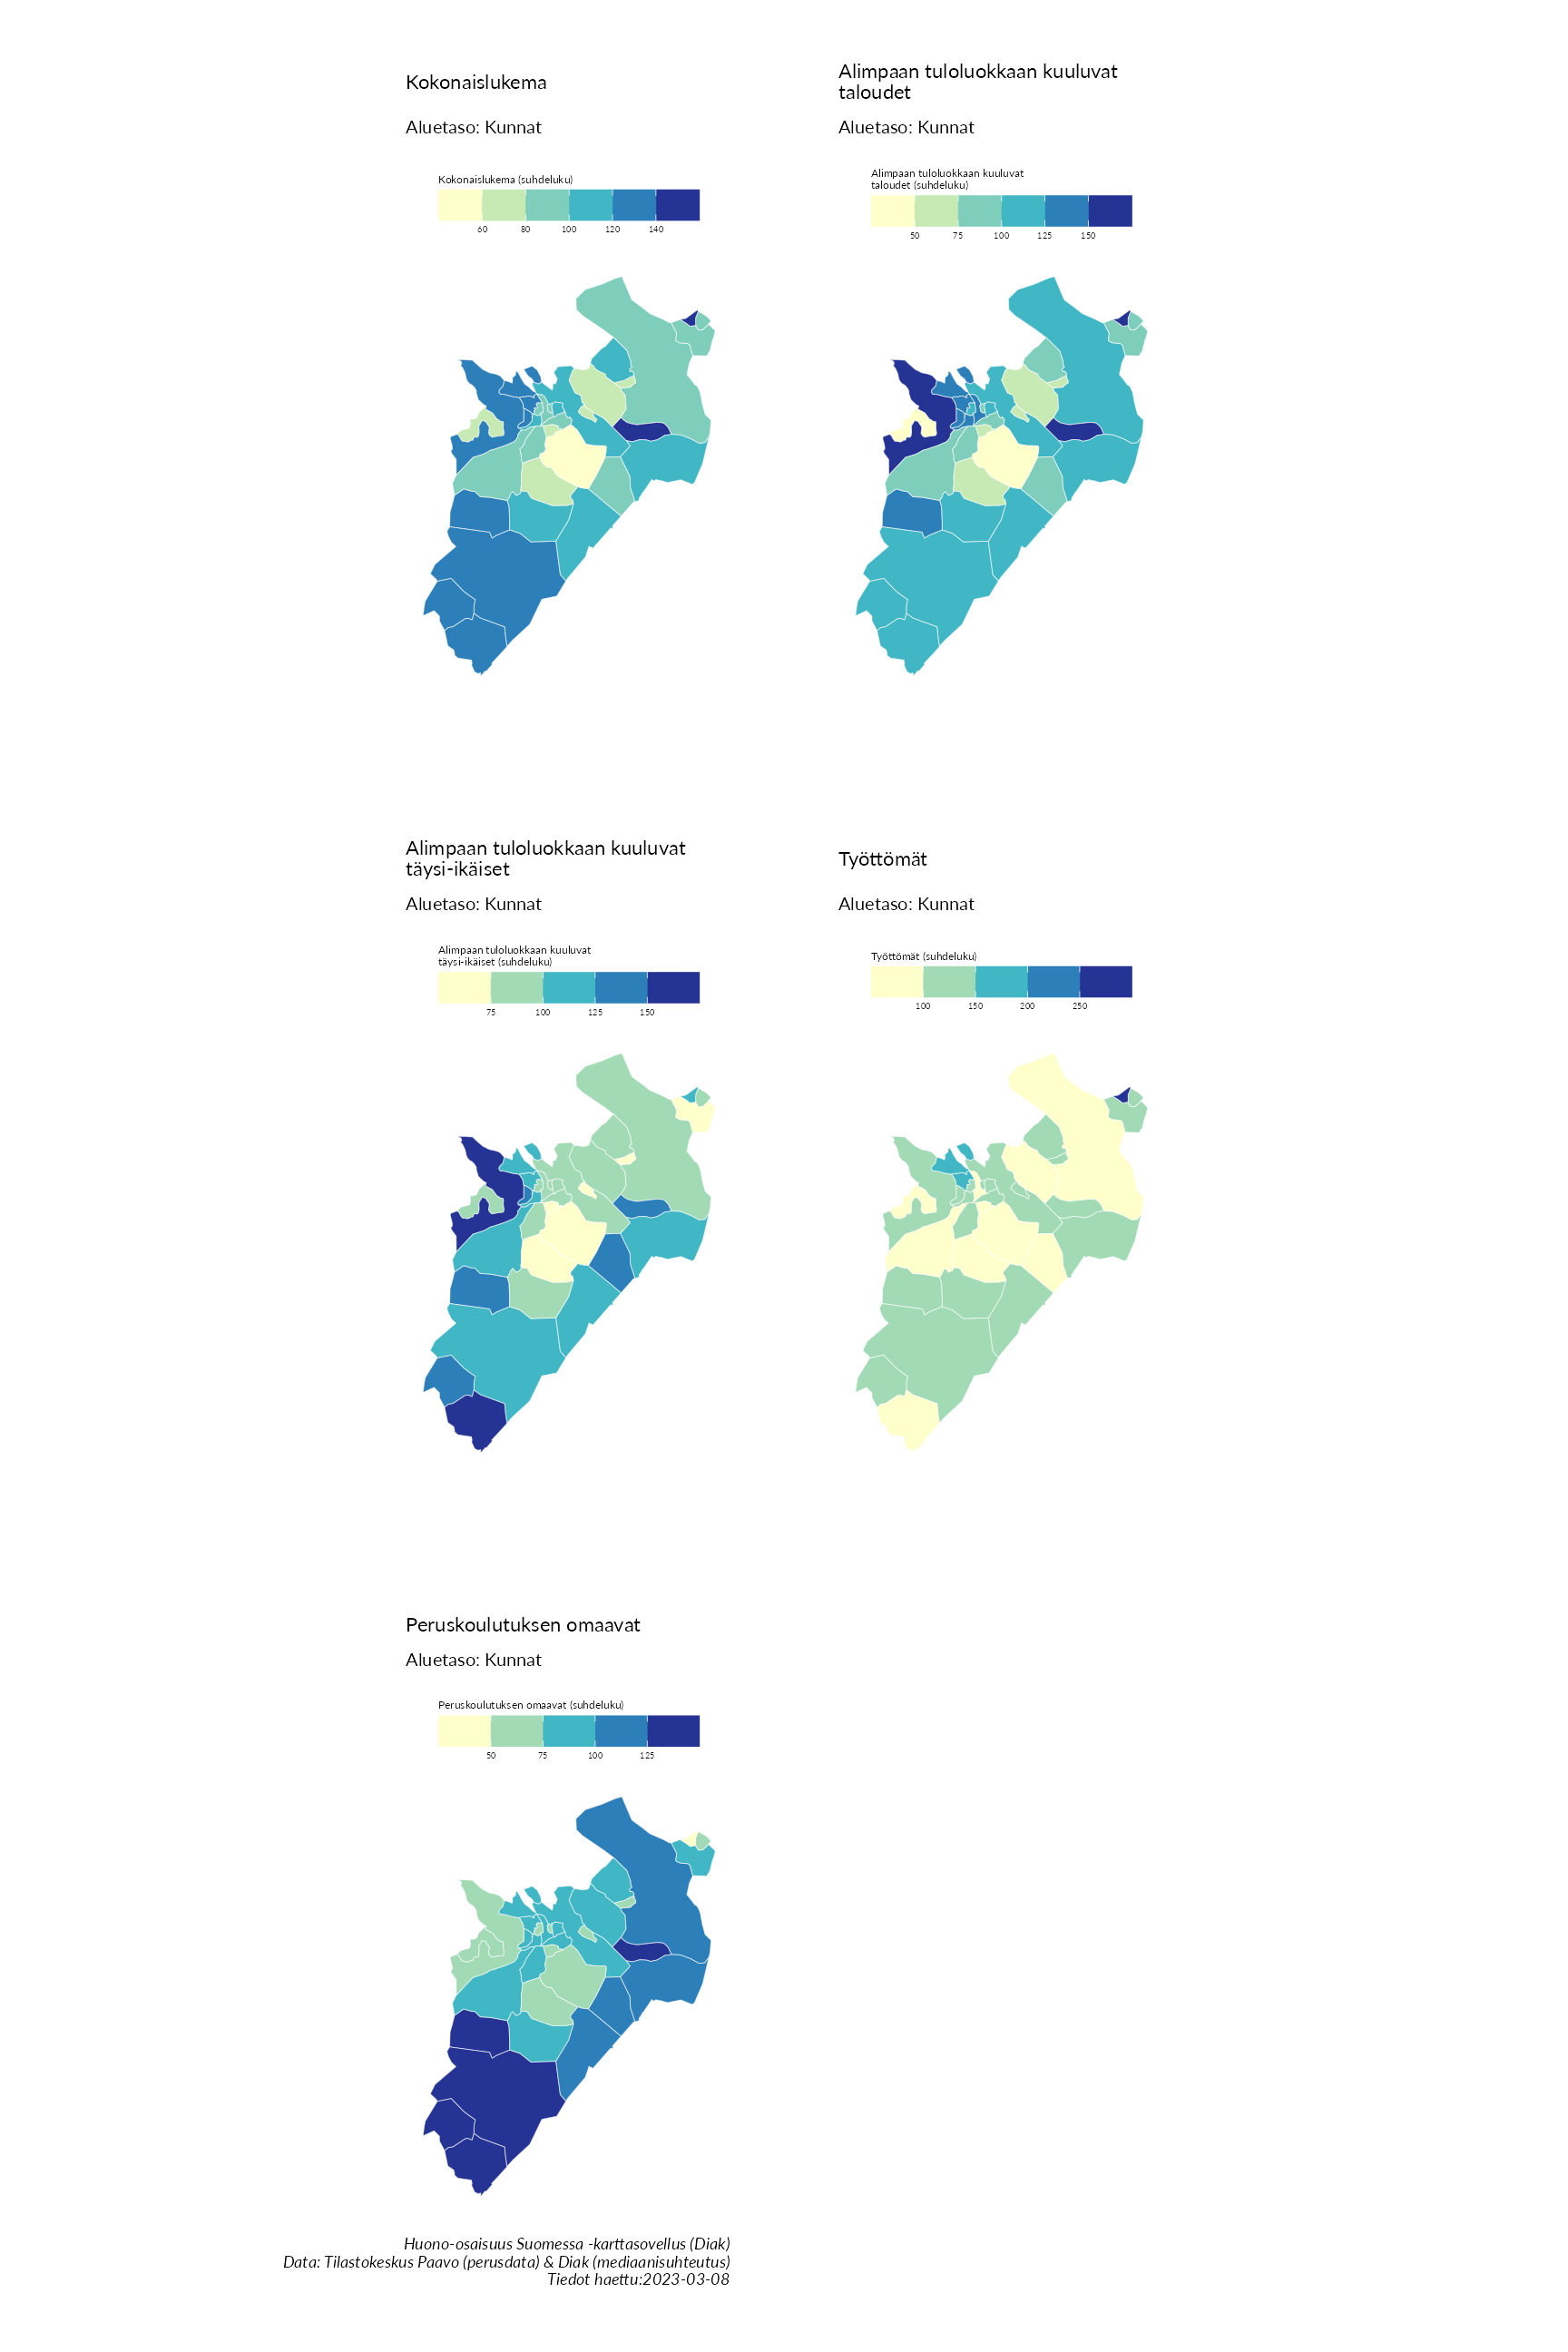 Kokonaislukema
Aluetaso: Kunnat
Kokonaislukema (suhdeluku)
60 80 100 120 140
Alimpaan tuloluokkaan kuuluvat
taloudet
Aluetaso: Kunnat
Alimpaan tuloluokkaan kuuluvat
taloudet (suhdeluku)
50 75 100 125 150
Alimpaan tuloluokkaan kuuluvat
täysi-ikäiset
Aluetaso: Kunnat
Alimpaan tuloluokkaan kuuluvat
täysi-ikäiset (suhdeluku)
75 100 125 150
Työttömät
Aluetaso: Kunnat
Työttömät (suhdeluku)
100 150 200 250
Peruskoulutuksen omaavat
Aluetaso: Kunnat
Peruskoulutuksen omaavat (suhdeluku)
50 75 100 125
Huono-osaisuus Suomessa -karttasovellus (Diak)
Data: Tilastokeskus Paavo (perusdata) & Diak (mediaanisuhteutus)
Tiedot haettu:2023-03-08